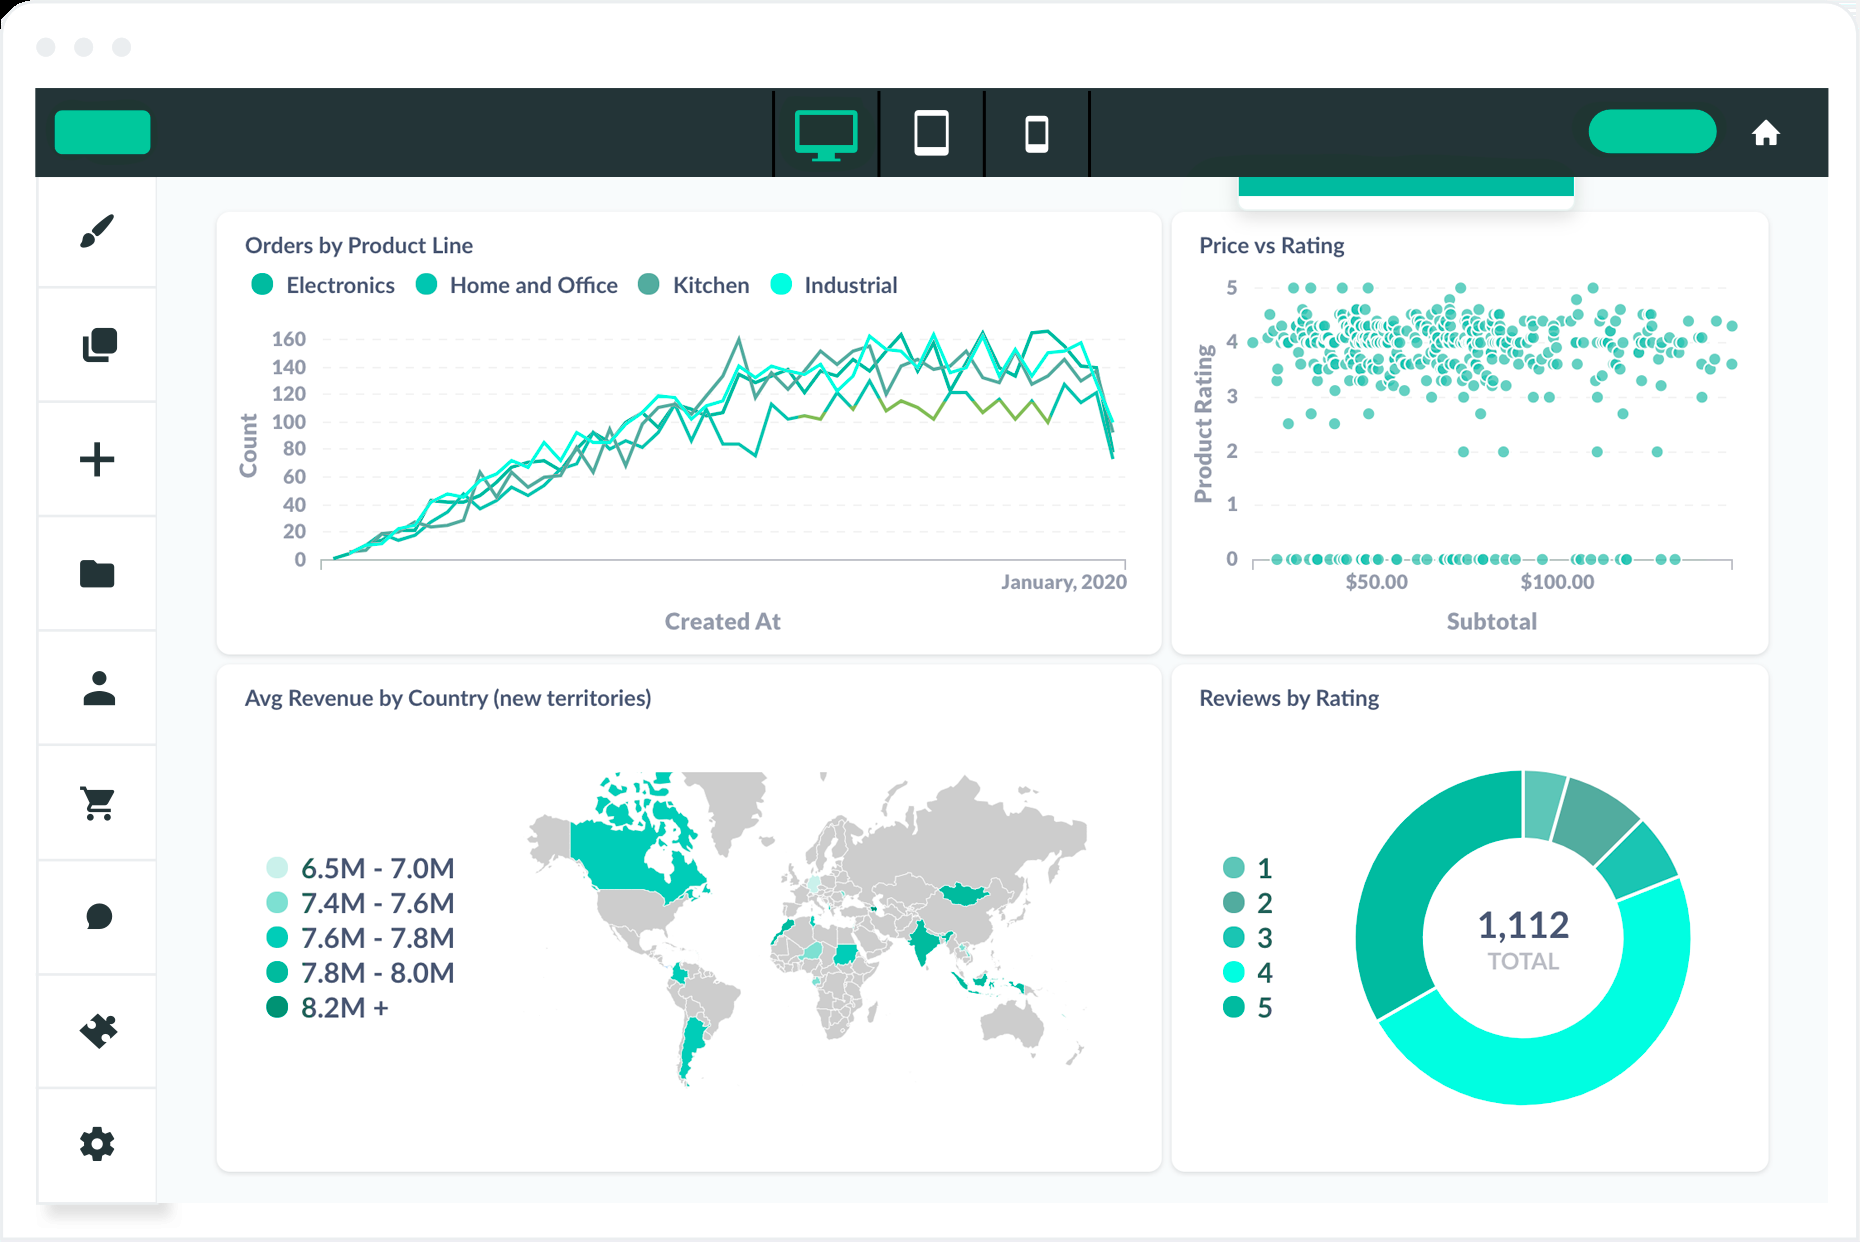 Orders by Product Line
Electronics Home and Office Kitchen Industrial
160
140
120
100
80
60
40
20
0
Count
January, 2020
Created At
Price vs Rating
5
4
3
2
1
0
Product Rating
$50.00 $100.00
Subtotal
Avg Revenue by Country (new territories)
6.5M - 7.0M
7.4M - 7.6M
7.6M - 7.8M
7.8M - 8.0M
8.2M +
Reviews by Rating
1
2
3
4
5
1,112
TOTAL